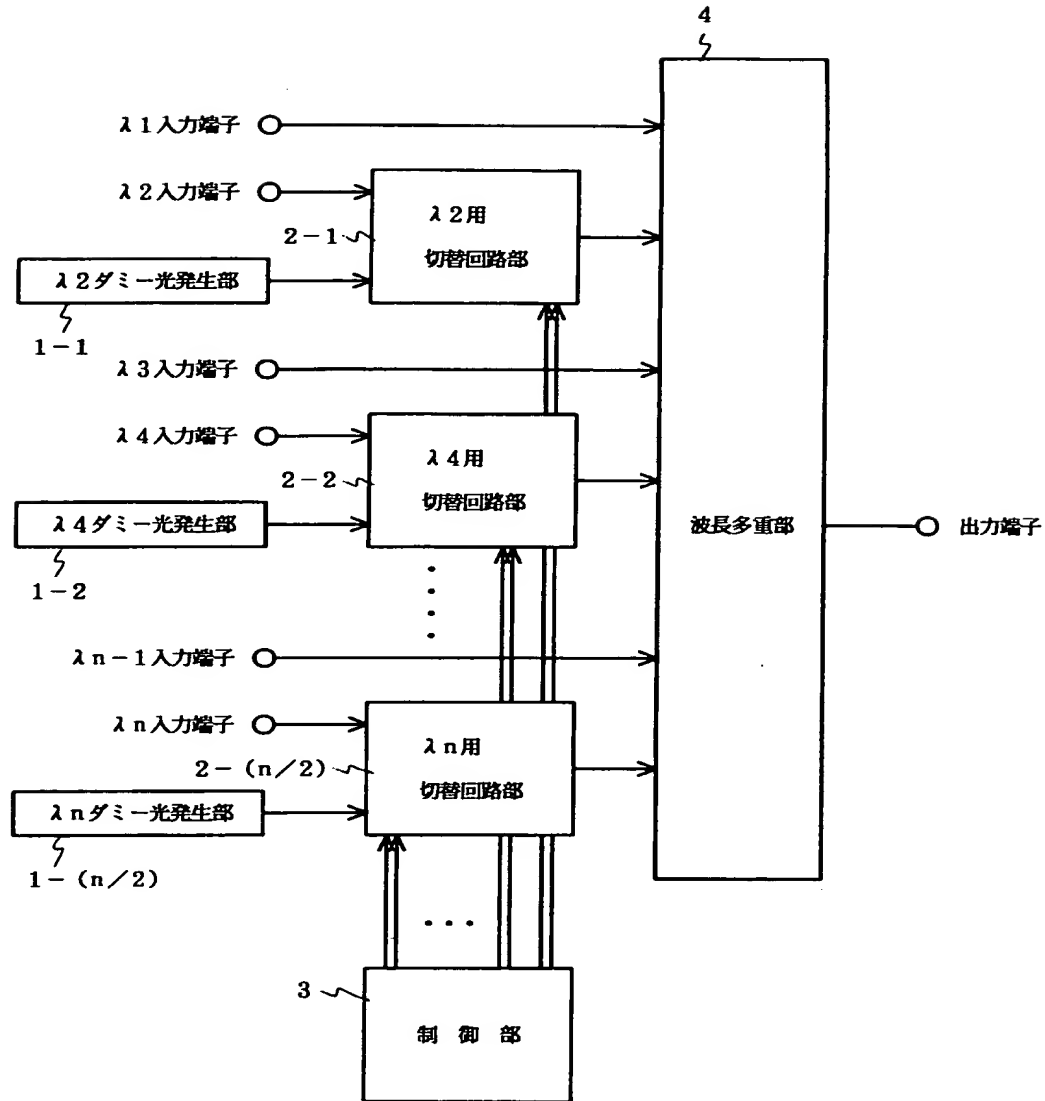 4
λ1入力端子
λ2入力端子
λ2用
切替回路部
2-1
λ2ダミー光発生部
1-1
λ3入力端子
λ4入力端子
λ4用
切替回路部
2-2
λ4ダミー光発生部
1-2
波長多重部
出力端子
λn-1入力端子
λn入力端子
λn用
切替回路部
2-(n/2)
λnダミー光発生部
1-(n/2)
3
制御部